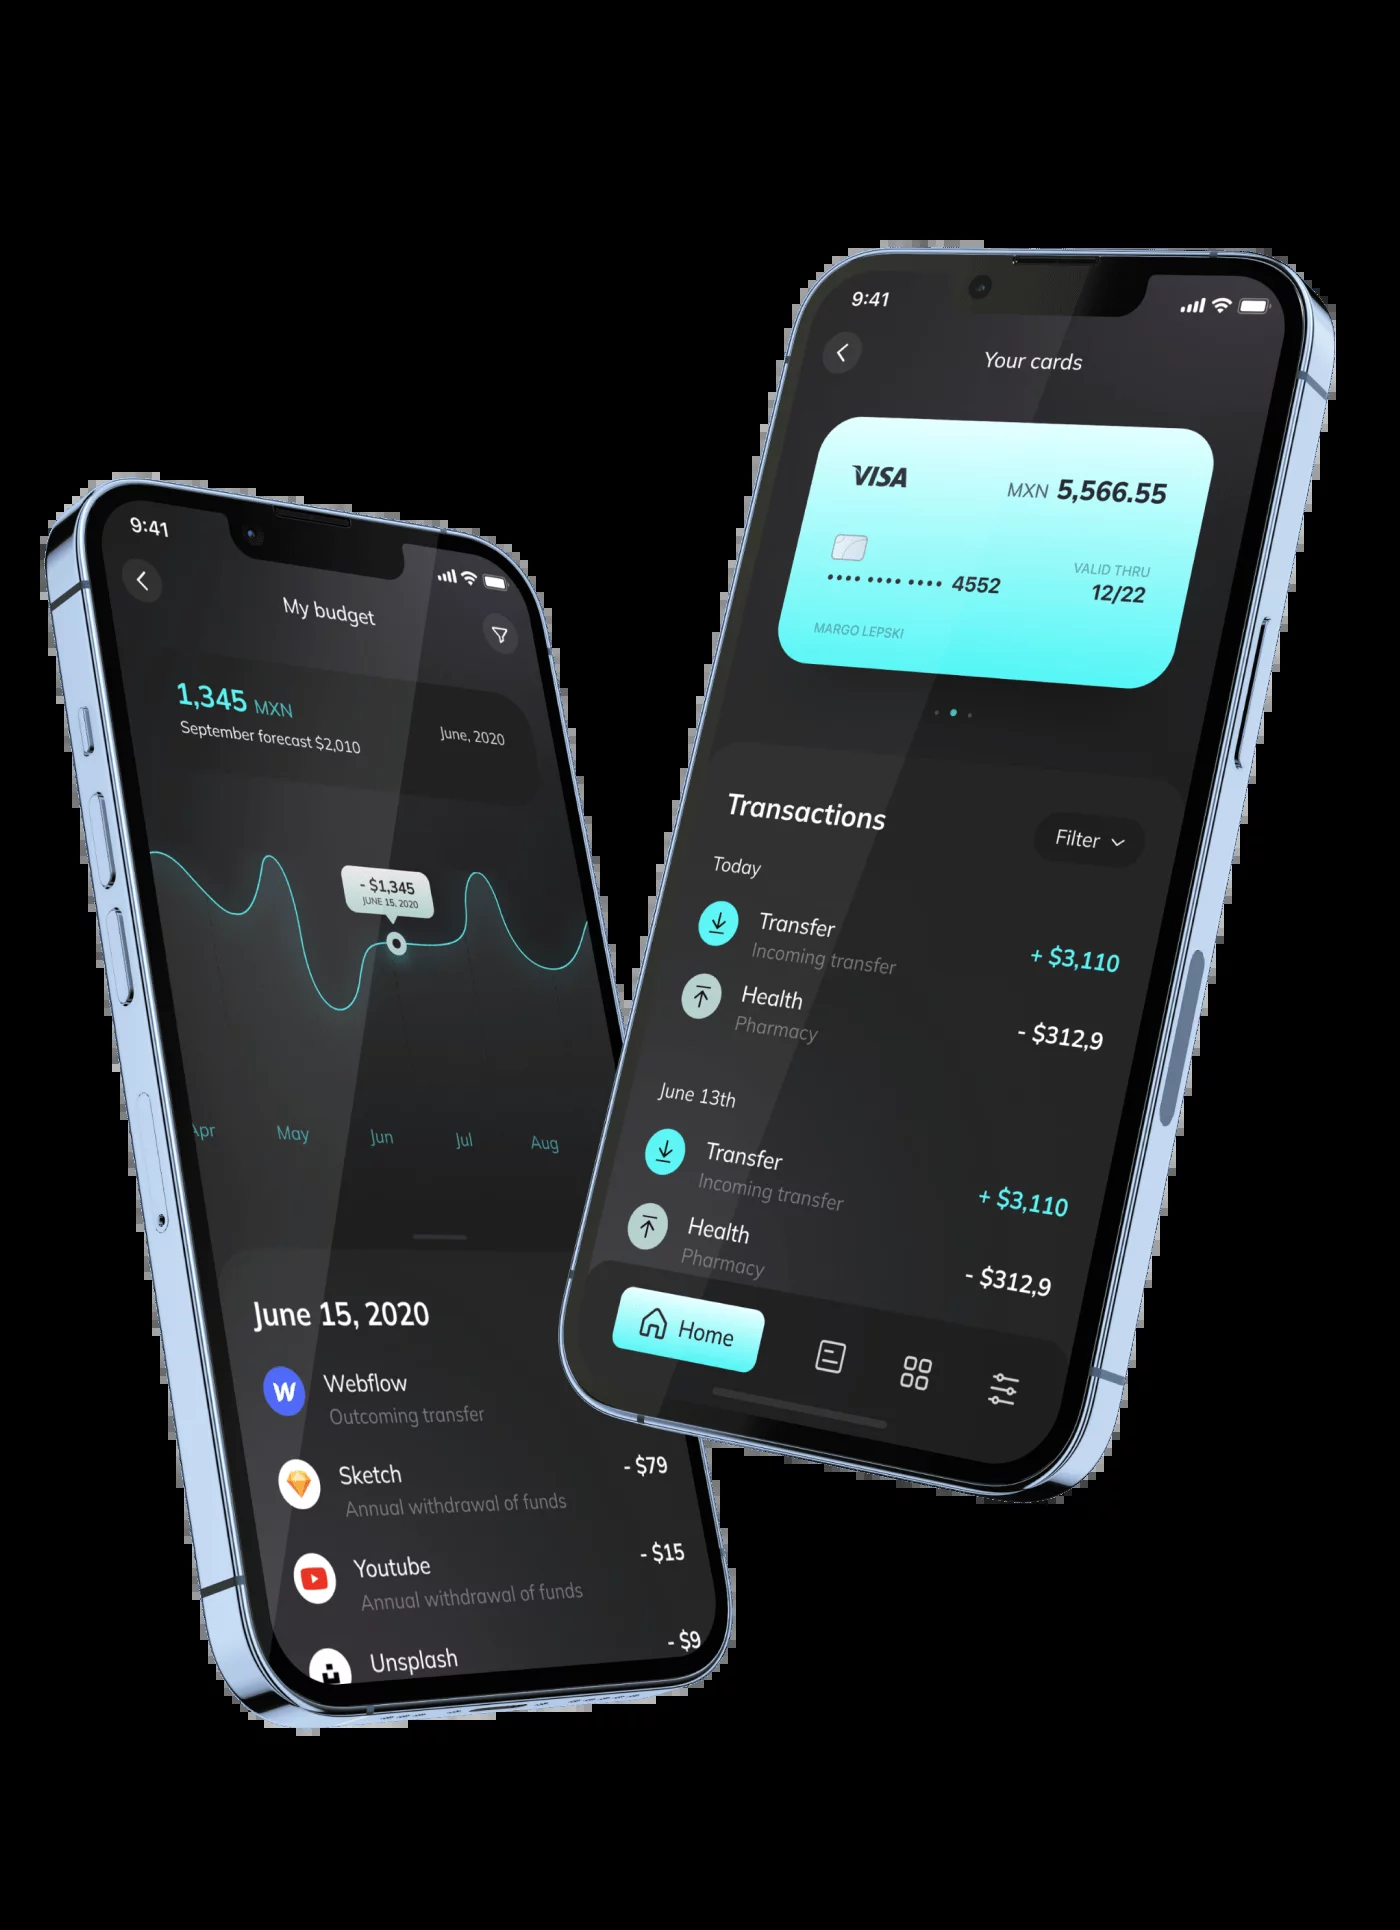 9:41
My budget
1,345 MXN
September forecast $2,010
June, 2020
- $1,345
JUNE 15, 2020
Apr
May
Jun
Jul
Aug
June 15, 2020
W
Webflow
Outcoming transfer
Sketch
- $79
Annual withdrawal of funds
Youtube
- $15
Annual withdrawal of funds
Unsplash
- $9
9:41
Your cards
VISA
MXN 5,566.55
•••• •••• •••• 4552
VALID THRU
12/22
MARGO LEPSKI
Transactions
Filter
Today
Transfer
Incoming transfer
+ $3,110
Health
Pharmacy
- $312,9
June 13th
Transfer
Incoming transfer
+ $3,110
Health
Pharmacy
- $312,9
Home